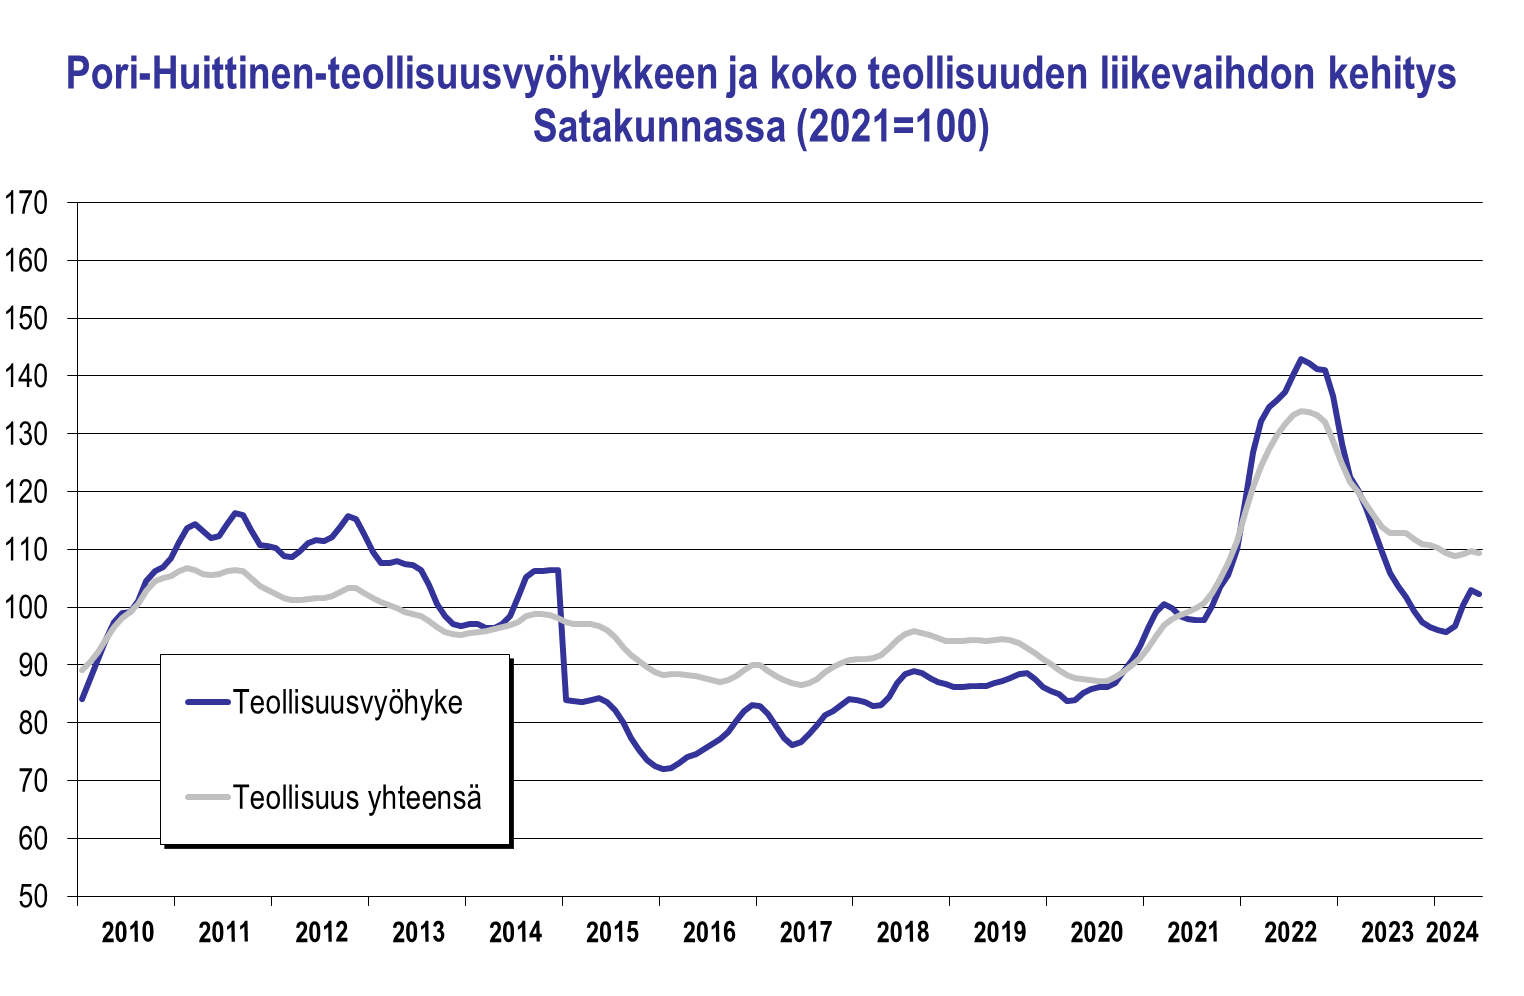 Pori-Huittinen-teollisuusvyöhykkeen ja koko teollisuuden liikevaihdon kehitys
Satakunnassa (2021=100)
170
160
150
140
130
120
110
100
90
80
70
60
50
Teollisuusvyöhyke
Teollisuus yhteensä
2010 2011 2012 2013 2014 2015 2016 2017 2018 2019 2020 2021 2022 2023 2024